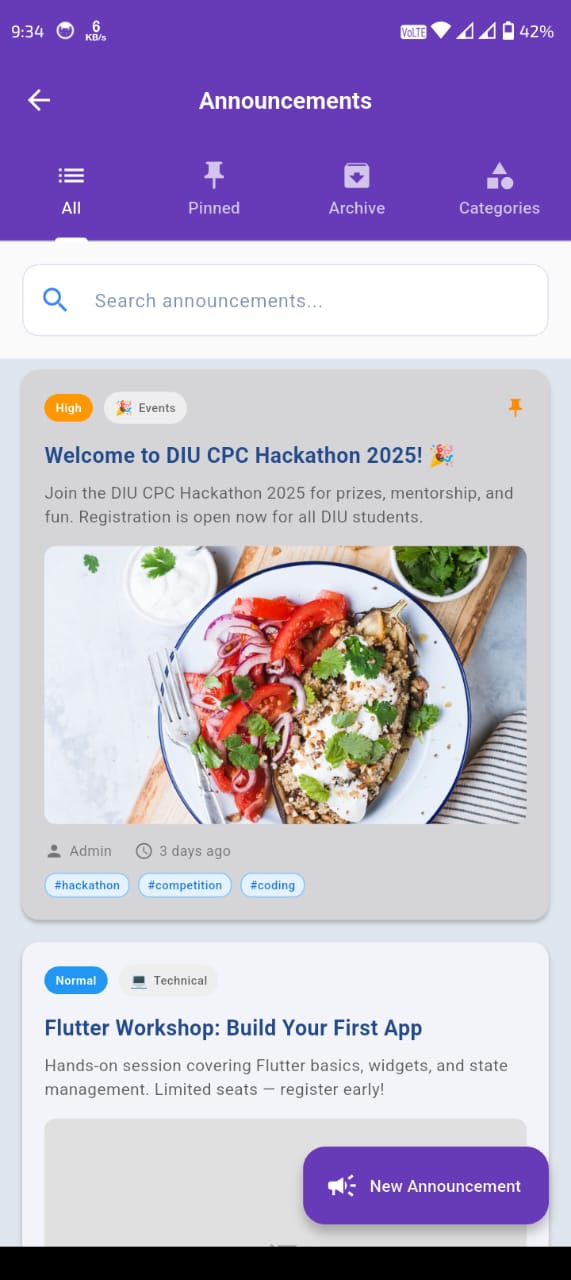 9:34 6 KB/s VoLTE 42%
Announcements
All Pinned Archive Categories
Search announcements...
High 🎉 Events
Welcome to DIU CPC Hackathon 2025! 🎉
Join the DIU CPC Hackathon 2025 for prizes, mentorship, and
fun. Registration is open now for all DIU students.
Admin 3 days ago
#hackathon #competition #coding
Normal 💻 Technical
Flutter Workshop: Build Your First App
Hands-on session covering Flutter basics, widgets, and state
management. Limited seats — register early!
New Announcement